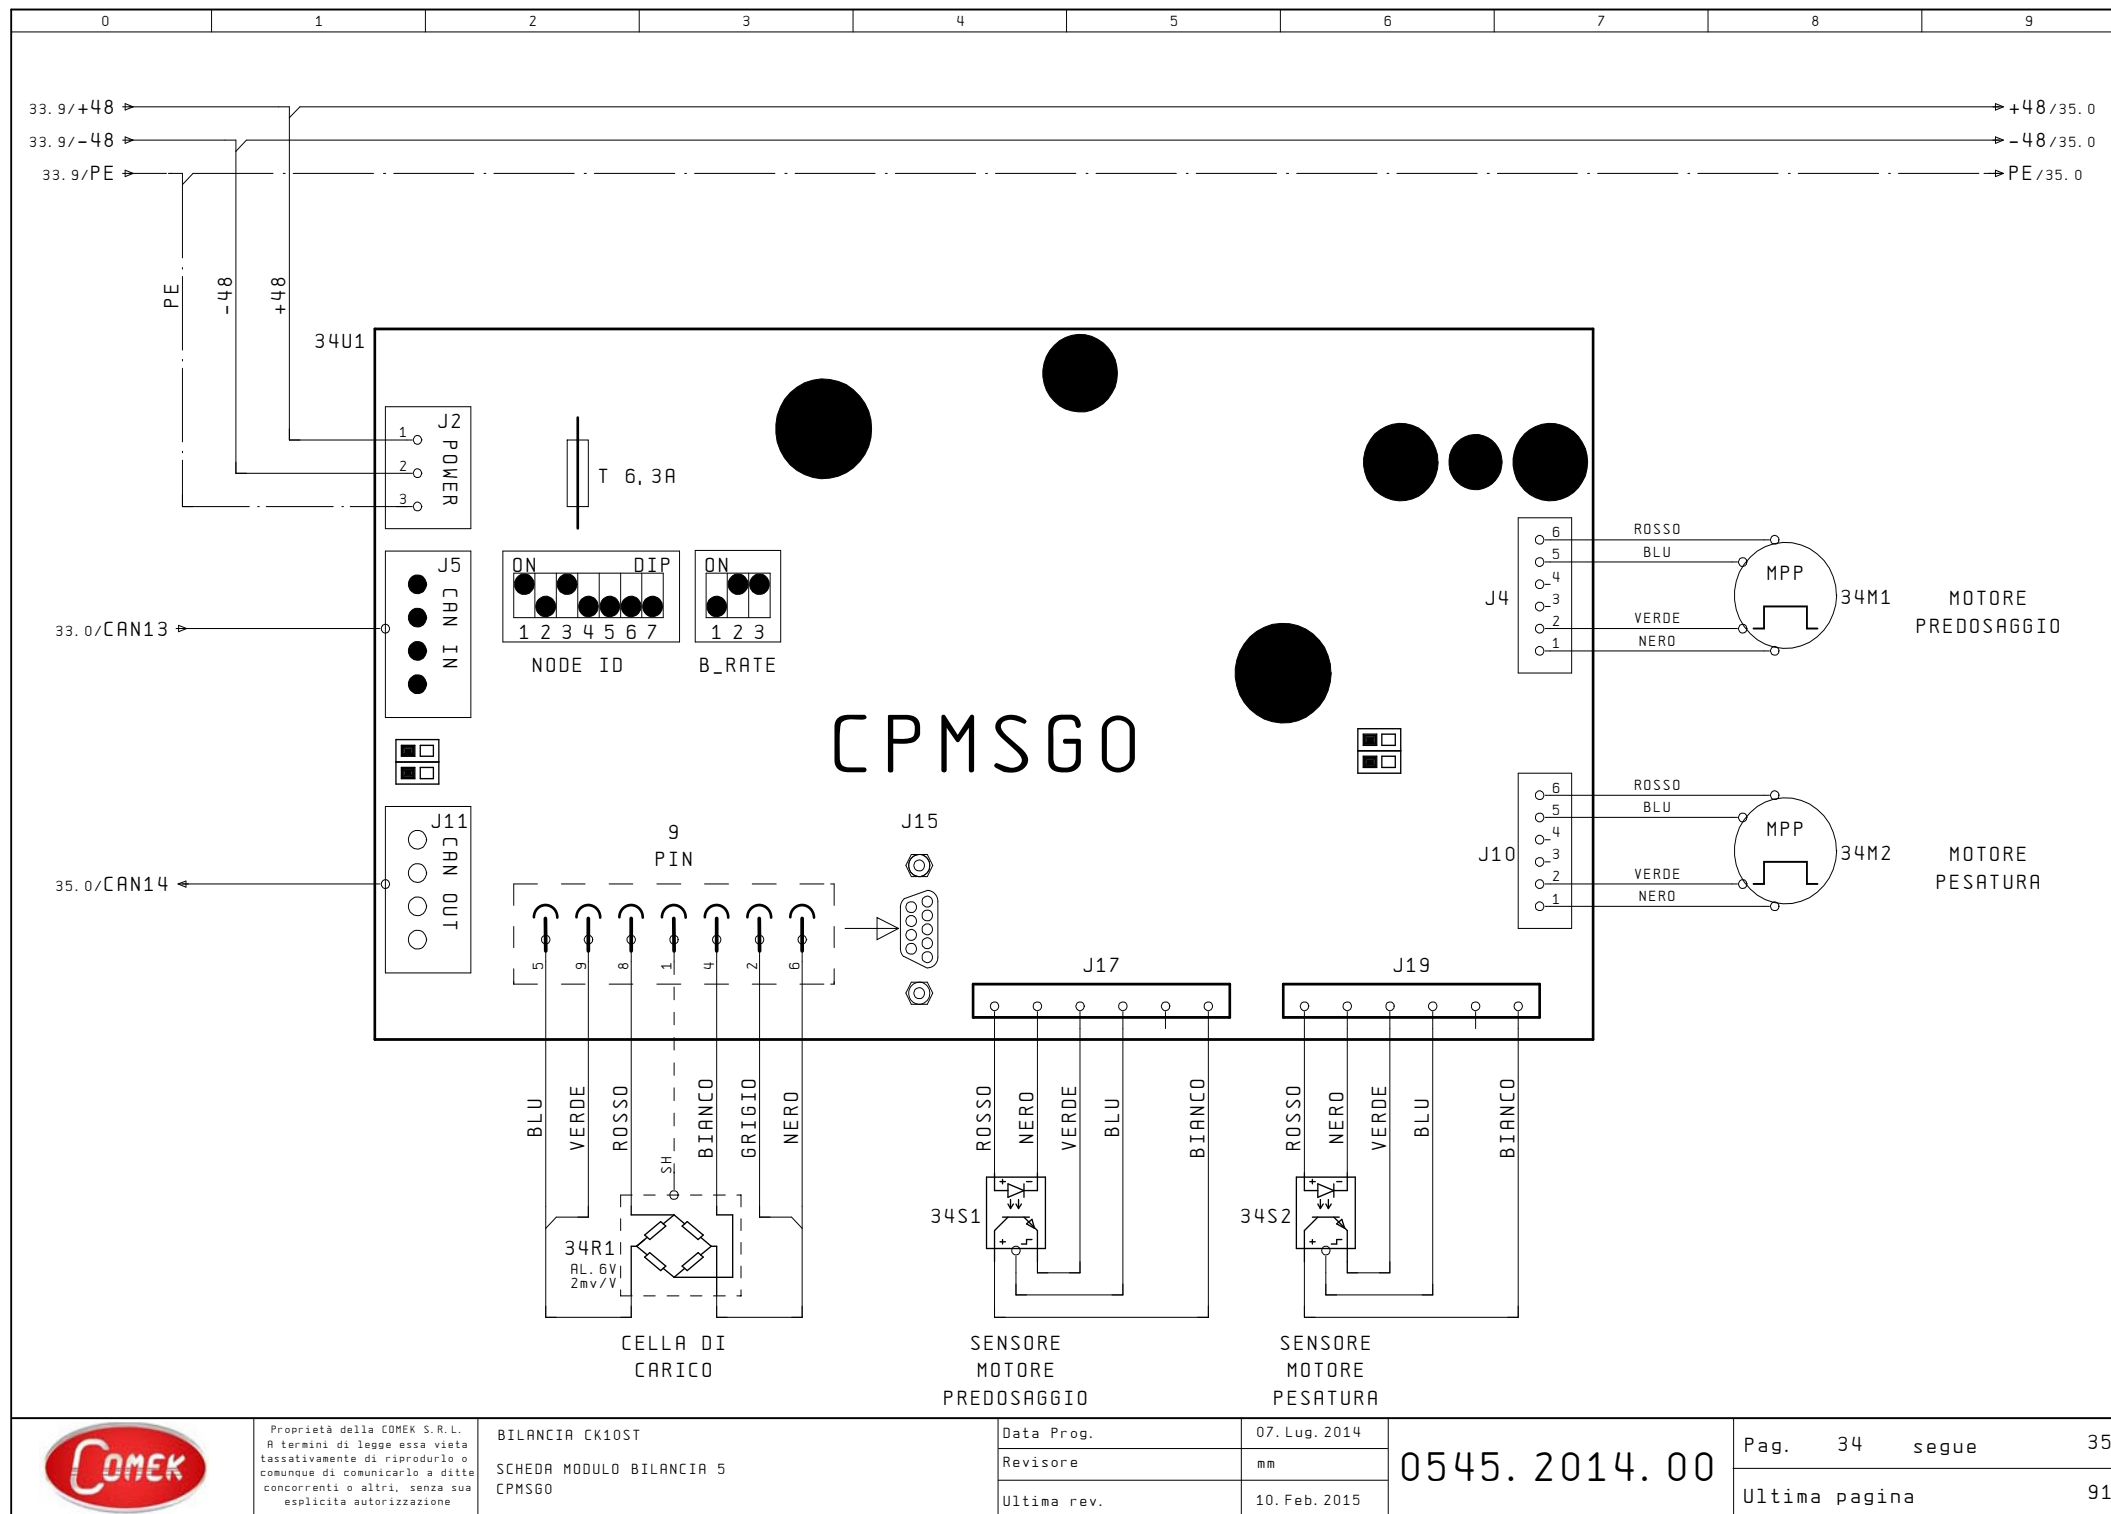 0 1 2 3 4 5 6 7 8 9
33.9/+48 +48/35.0
33.9/-48 -48/35.0
33.9/PE PE/35.0
PE
-48
+48
34U1
J2
POWER
1
2
3
T 6,3A
J5
CAN IN
33.0/CAN13
ON DIP
1 2 3 4 5 6 7
NODE ID
ON
1 2 3
B_RATE
CPMSGO
J4
6 ROSSO
5 BLU
4
3
2 VERDE
1 NERO
MPP
34M1
MOTORE
PREDOSAGGIO
J10
6 ROSSO
5 BLU
4
3
2 VERDE
1 NERO
MPP
34M2
MOTORE
PESATURA
J11
CAN OUT
35.0/CAN14
9
PIN
5 9 8 1 4 2 6
J15
J17
J19
BLU
VERDE
ROSSO
SH
BIANCO
GRIGIO
NERO
34R1
AL.6V
2mv/V
CELLA DI
CARICO
ROSSO
NERO
VERDE
BLU
BIANCO
34S1
+ -
+
SENSORE
MOTORE
PREDOSAGGIO
ROSSO
NERO
VERDE
BLU
BIANCO
34S2
+ -
+
SENSORE
MOTORE
PESATURA
COMEK
Proprietà della COMEK S.R.L.
A termini di legge essa vieta
tassativamente di riprodurlo o
comunque di comunicarlo a ditte
concorrenti o altri, senza sua
esplicita autorizzazione
BILANCIA CK10ST
SCHEDA MODULO BILANCIA 5
CPMSGO
Data Prog. 07.Lug.2014
Revisore mm
Ultima rev. 10.Feb.2015
0545.2014.00
Pag. 34 segue 35
Ultima pagina 91